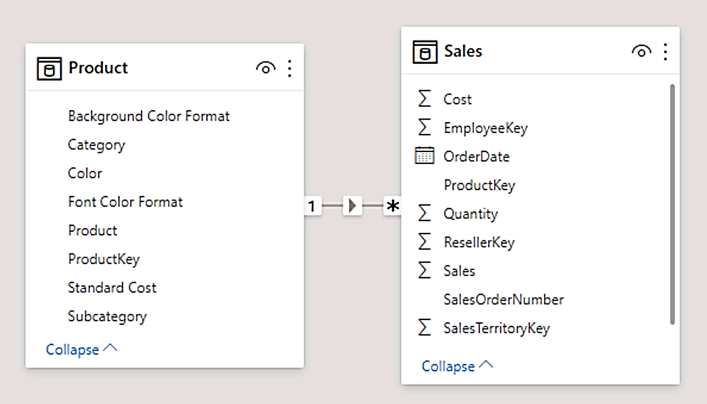 Product
Background Color Format
Category
Color
Font Color Format
Product
ProductKey
Standard Cost
Subcategory
Collapse
1
*
Sales
Cost
EmployeeKey
OrderDate
ProductKey
Quantity
ResellerKey
Sales
SalesOrderNumber
SalesTerritoryKey
Collapse